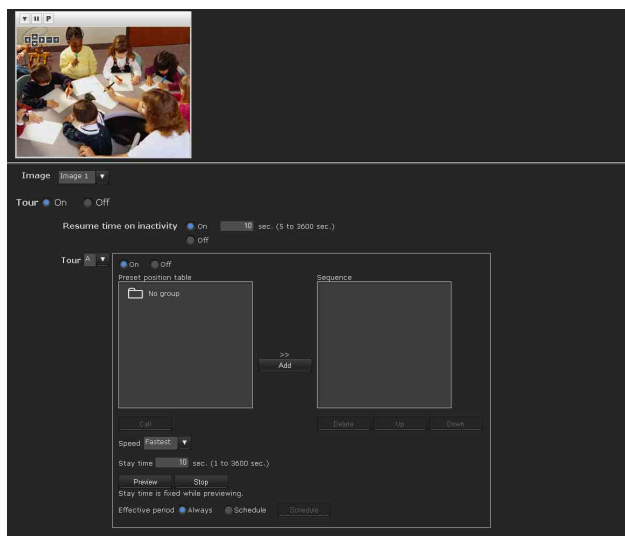 P
Image Image 1
Tour On Off
Resume time on inactivity On 10 sec. (5 to 3600 sec.)
Off
Tour A
On Off
Preset position table Sequence
No group
>>
Add
Call Delete Up Down
Speed Fastest
Stay time 10 sec. (1 to 3600 sec.)
Preview Stop
Stay time is fixed while previewing.
Effective period Always Schedule Schedule